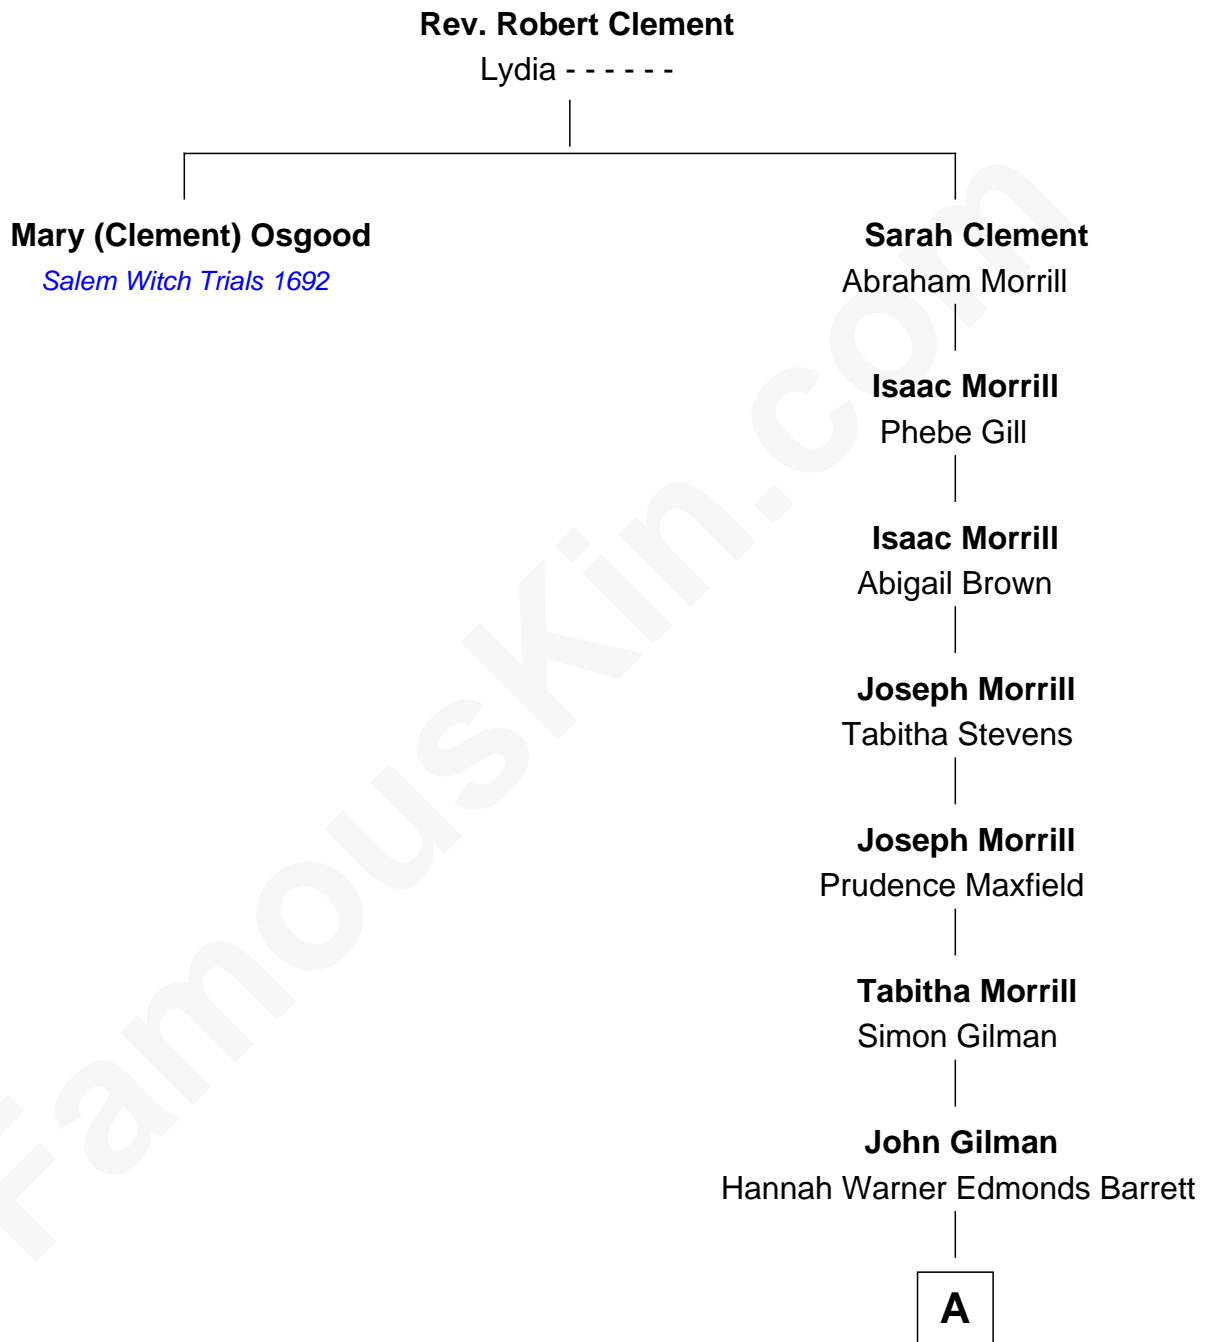 Rev. Robert Clement
Lydia - - - - - -
Mary (Clement) Osgood
Salem Witch Trials 1692
Sarah Clement
Abraham Morrill
Isaac Morrill
Phebe Gill
Isaac Morrill
Abigail Brown
Joseph Morrill
Tabitha Stevens
Joseph Morrill
Prudence Maxfield
Tabitha Morrill
Simon Gilman
John Gilman
Hannah Warner Edmonds Barrett
A
FamousKin.com